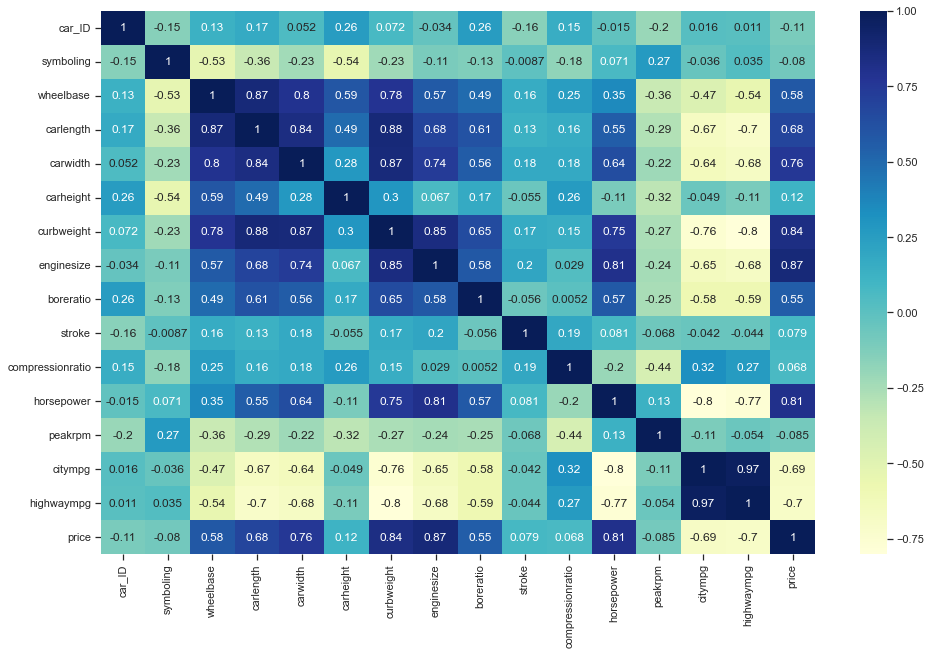 car_ID 1 -0.15 0.13 0.17 0.052 0.26 0.072 -0.034 0.26 -0.16 0.15 -0.015 -0.2 0.016 0.011 -0.11
symboling -0.15 1 -0.53 -0.36 -0.23 -0.54 -0.23 -0.11 -0.13 -0.0087 -0.18 0.071 0.27 -0.036 0.035 -0.08
wheelbase 0.13 -0.53 1 0.87 0.8 0.59 0.78 0.57 0.49 0.16 0.25 0.35 -0.36 -0.47 -0.54 0.58
carlength 0.17 -0.36 0.87 1 0.84 0.49 0.88 0.68 0.61 0.13 0.16 0.55 -0.29 -0.67 -0.7 0.68
carwidth 0.052 -0.23 0.8 0.84 1 0.28 0.87 0.74 0.56 0.18 0.18 0.64 -0.22 -0.64 -0.68 0.76
carheight 0.26 -0.54 0.59 0.49 0.28 1 0.3 0.067 0.17 -0.055 0.26 -0.11 -0.32 -0.049 -0.11 0.12
curbweight 0.072 -0.23 0.78 0.88 0.87 0.3 1 0.85 0.65 0.17 0.15 0.75 -0.27 -0.76 -0.8 0.84
enginesize -0.034 -0.11 0.57 0.68 0.74 0.067 0.85 1 0.58 0.2 0.029 0.81 -0.24 -0.65 -0.68 0.87
boreratio 0.26 -0.13 0.49 0.61 0.56 0.17 0.65 0.58 1 -0.056 0.0052 0.57 -0.25 -0.58 -0.59 0.55
stroke -0.16 -0.0087 0.16 0.13 0.18 -0.055 0.17 0.2 -0.056 1 0.19 0.081 -0.068 -0.042 -0.044 0.079
compressionratio 0.15 -0.18 0.25 0.16 0.18 0.26 0.15 0.029 0.0052 0.19 1 -0.2 -0.44 0.32 0.27 0.068
horsepower -0.015 0.071 0.35 0.55 0.64 -0.11 0.75 0.81 0.57 0.081 -0.2 1 0.13 -0.8 -0.77 0.81
peakrpm -0.2 0.27 -0.36 -0.29 -0.22 -0.32 -0.27 -0.24 -0.25 -0.068 -0.44 0.13 1 -0.11 -0.054 -0.085
citympg 0.016 -0.036 -0.47 -0.67 -0.64 -0.049 -0.76 -0.65 -0.58 -0.042 0.32 -0.8 -0.11 1 0.97 -0.69
highwaympg 0.011 0.035 -0.54 -0.7 -0.68 -0.11 -0.8 -0.68 -0.59 -0.044 0.27 -0.77 -0.054 0.97 1 -0.7
price -0.11 -0.08 0.58 0.68 0.76 0.12 0.84 0.87 0.55 0.079 0.068 0.81 -0.085 -0.69 -0.7 1
car_ID symboling wheelbase carlength carwidth carheight curbweight enginesize boreratio stroke compressionratio horsepower peakrpm citympg highwaympg price
1.00
0.75
0.50
0.25
0.00
−0.25
−0.50
−0.75